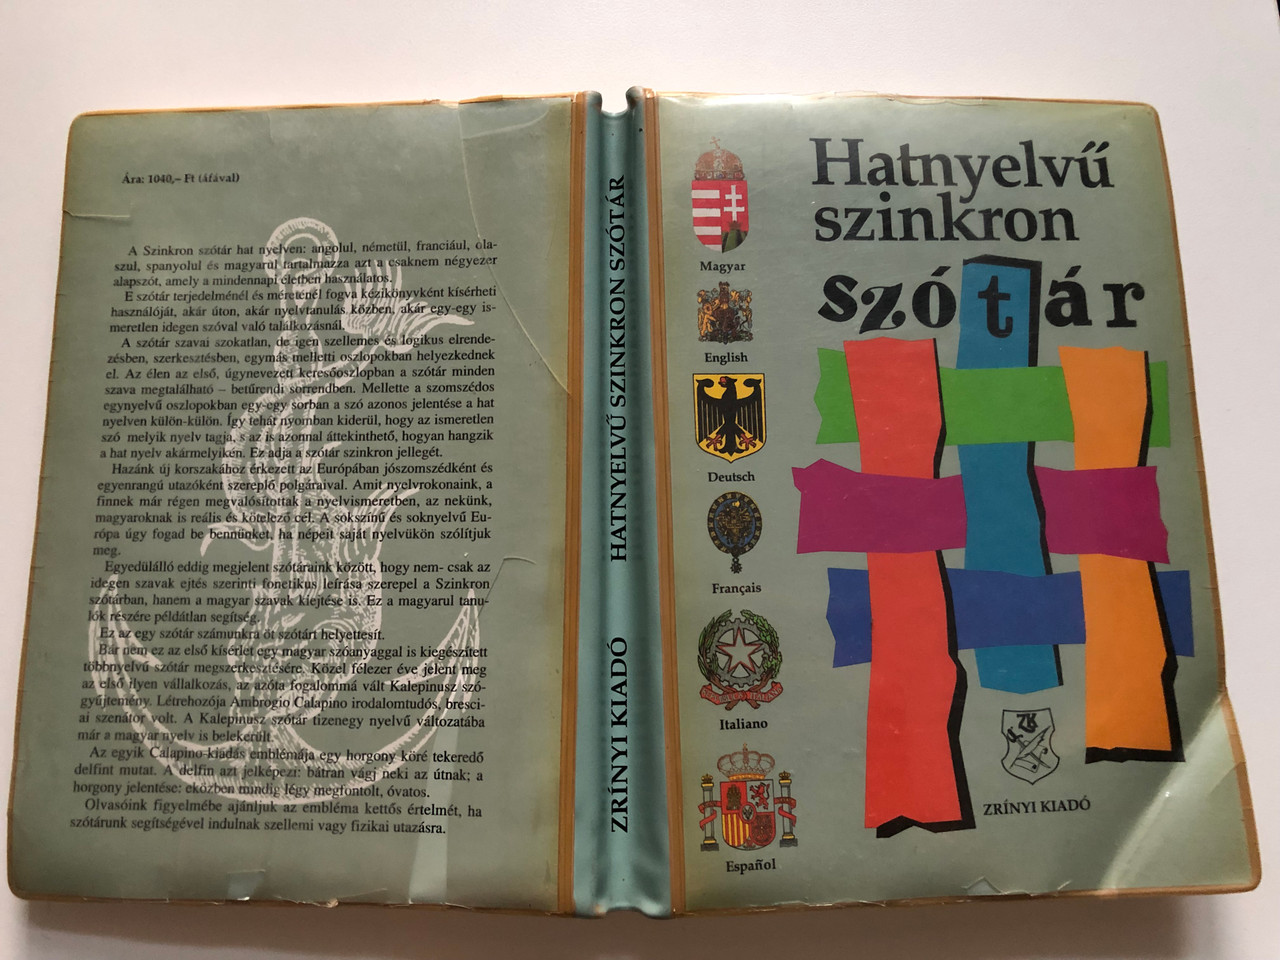 Ára: 1040,– Ft (áfával)
A Szinkron szótár hat nyelven: angolul, németül, franciául, ola-
szul, spanyolul és magyarul tartalmazza azt a csaknem négyezer
alapszót, amely a mindennapi életben használatos.
E szótár terjedelménél és méreténél fogva kézikönyvként kísérheti
használóját, akár úton, akár nyelvtanulás közben, akár egy-egy is-
meretlen idegen szóval való találkozásnál.
A szótár szavai szokatlan, de igen szellemes és logikus elrende-
zésben, szerkesztésben, egymás melletti oszlopokban helyezkednek
el. Az élen az első, úgynevezett keresőoszlopban a szótár minden
szava megtalálható – betűrendi sorrendben. Mellette a szomszédos
egynyelvű oszlopokban egy-egy sorban a szó azonos jelentése a hat
nyelven külön-külön. Így tehát nyomban kiderül, hogy az ismeretlen
szó melyik nyelv tagja, s az is azonnal áttekinthető, hogyan hangzik
a hat nyelv akármelyikén. Ez adja a szótár szinkron jellegét.
Hazánk új korszakához érkezett az Európában jószomszédként és
egyenrangú utazóként szereplő polgáraival. Amit nyelvrokonaink, a
finnek már régen megvalósítottak a nyelvismeretben, az nekünk,
magyaroknak is reális és kötelező cél. A sokszínű és soknyelvű Eu-
rópa úgy fogad be bennünket, ha népeit saját nyelvükön szólítjuk
meg.
Egyedülálló eddig megjelent szótáraink között, hogy nem- csak az
idegen szavak ejtés szerinti fonetikus leírása szerepel a Szinkron
szótárban, hanem a magyar szavak kiejtése is. Ez a magyarul tanu-
lók részére példátlan segítség.
Ez az egy szótár számunkra öt szótárt helyettesít.
Bár nem ez az első kísérlet egy magyar szóanyaggal is kiegészített
többnyelvű szótár megszerkesztésére. Közel félezer éve jelent meg
az első ilyen vállalkozás, az azóta fogalommá vált Kalepinusz szó-
gyűjtemény. Létrehozója Ambrogio Calapino irodalomtudós, bresci-
ai szenátor volt. A Kalepinusz szótár tizenegy nyelvű változatába
már a magyar nyelv is belekerült.
Az egyik Calapino-kiadás emblémája egy horgony köré tekeredő
delfint mutat. A delfin azt jelképezi: bátran vágj neki az útnak; a
horgony jelentése: eközben mindig légy megfontolt, óvatos.
Olvasóink figyelmébe ajánljuk az embléma kettős értelmét, ha
szótárunk segítségével indulnak szellemi vagy fizikai utazásra.
ZRÍNYI KIADÓ HATNYELVŰ SZINKRON SZÓTÁR
Hatnyelvű
szinkron
szótár
Magyar
English
Deutsch
Français
Italiano
Español
ZRÍNYI KIADÓ